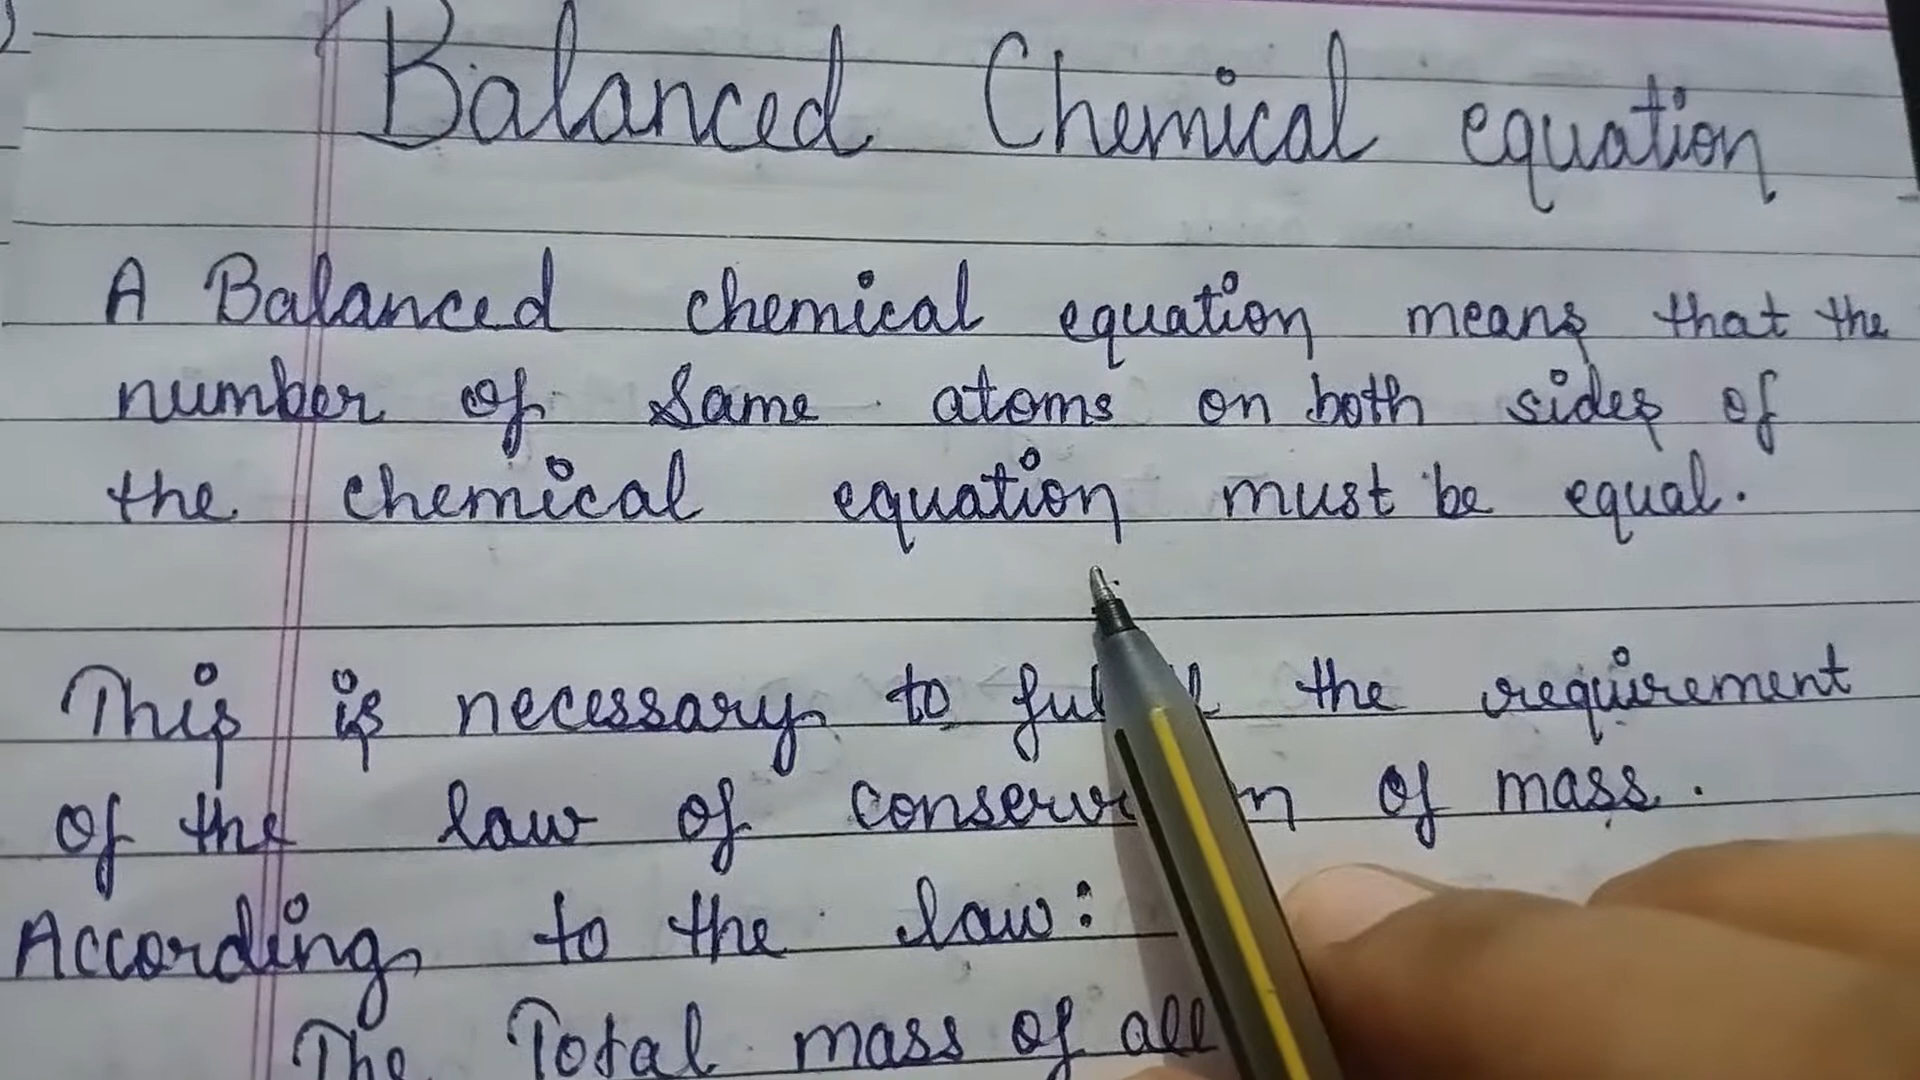 Balanced Chemical equation
A Balanced chemical equation means that the
number of same atoms on both sides of
the chemical equation must be equal.
This is necessary to the requirement
of the law of of mass.
According to the law:
The Total mass of all